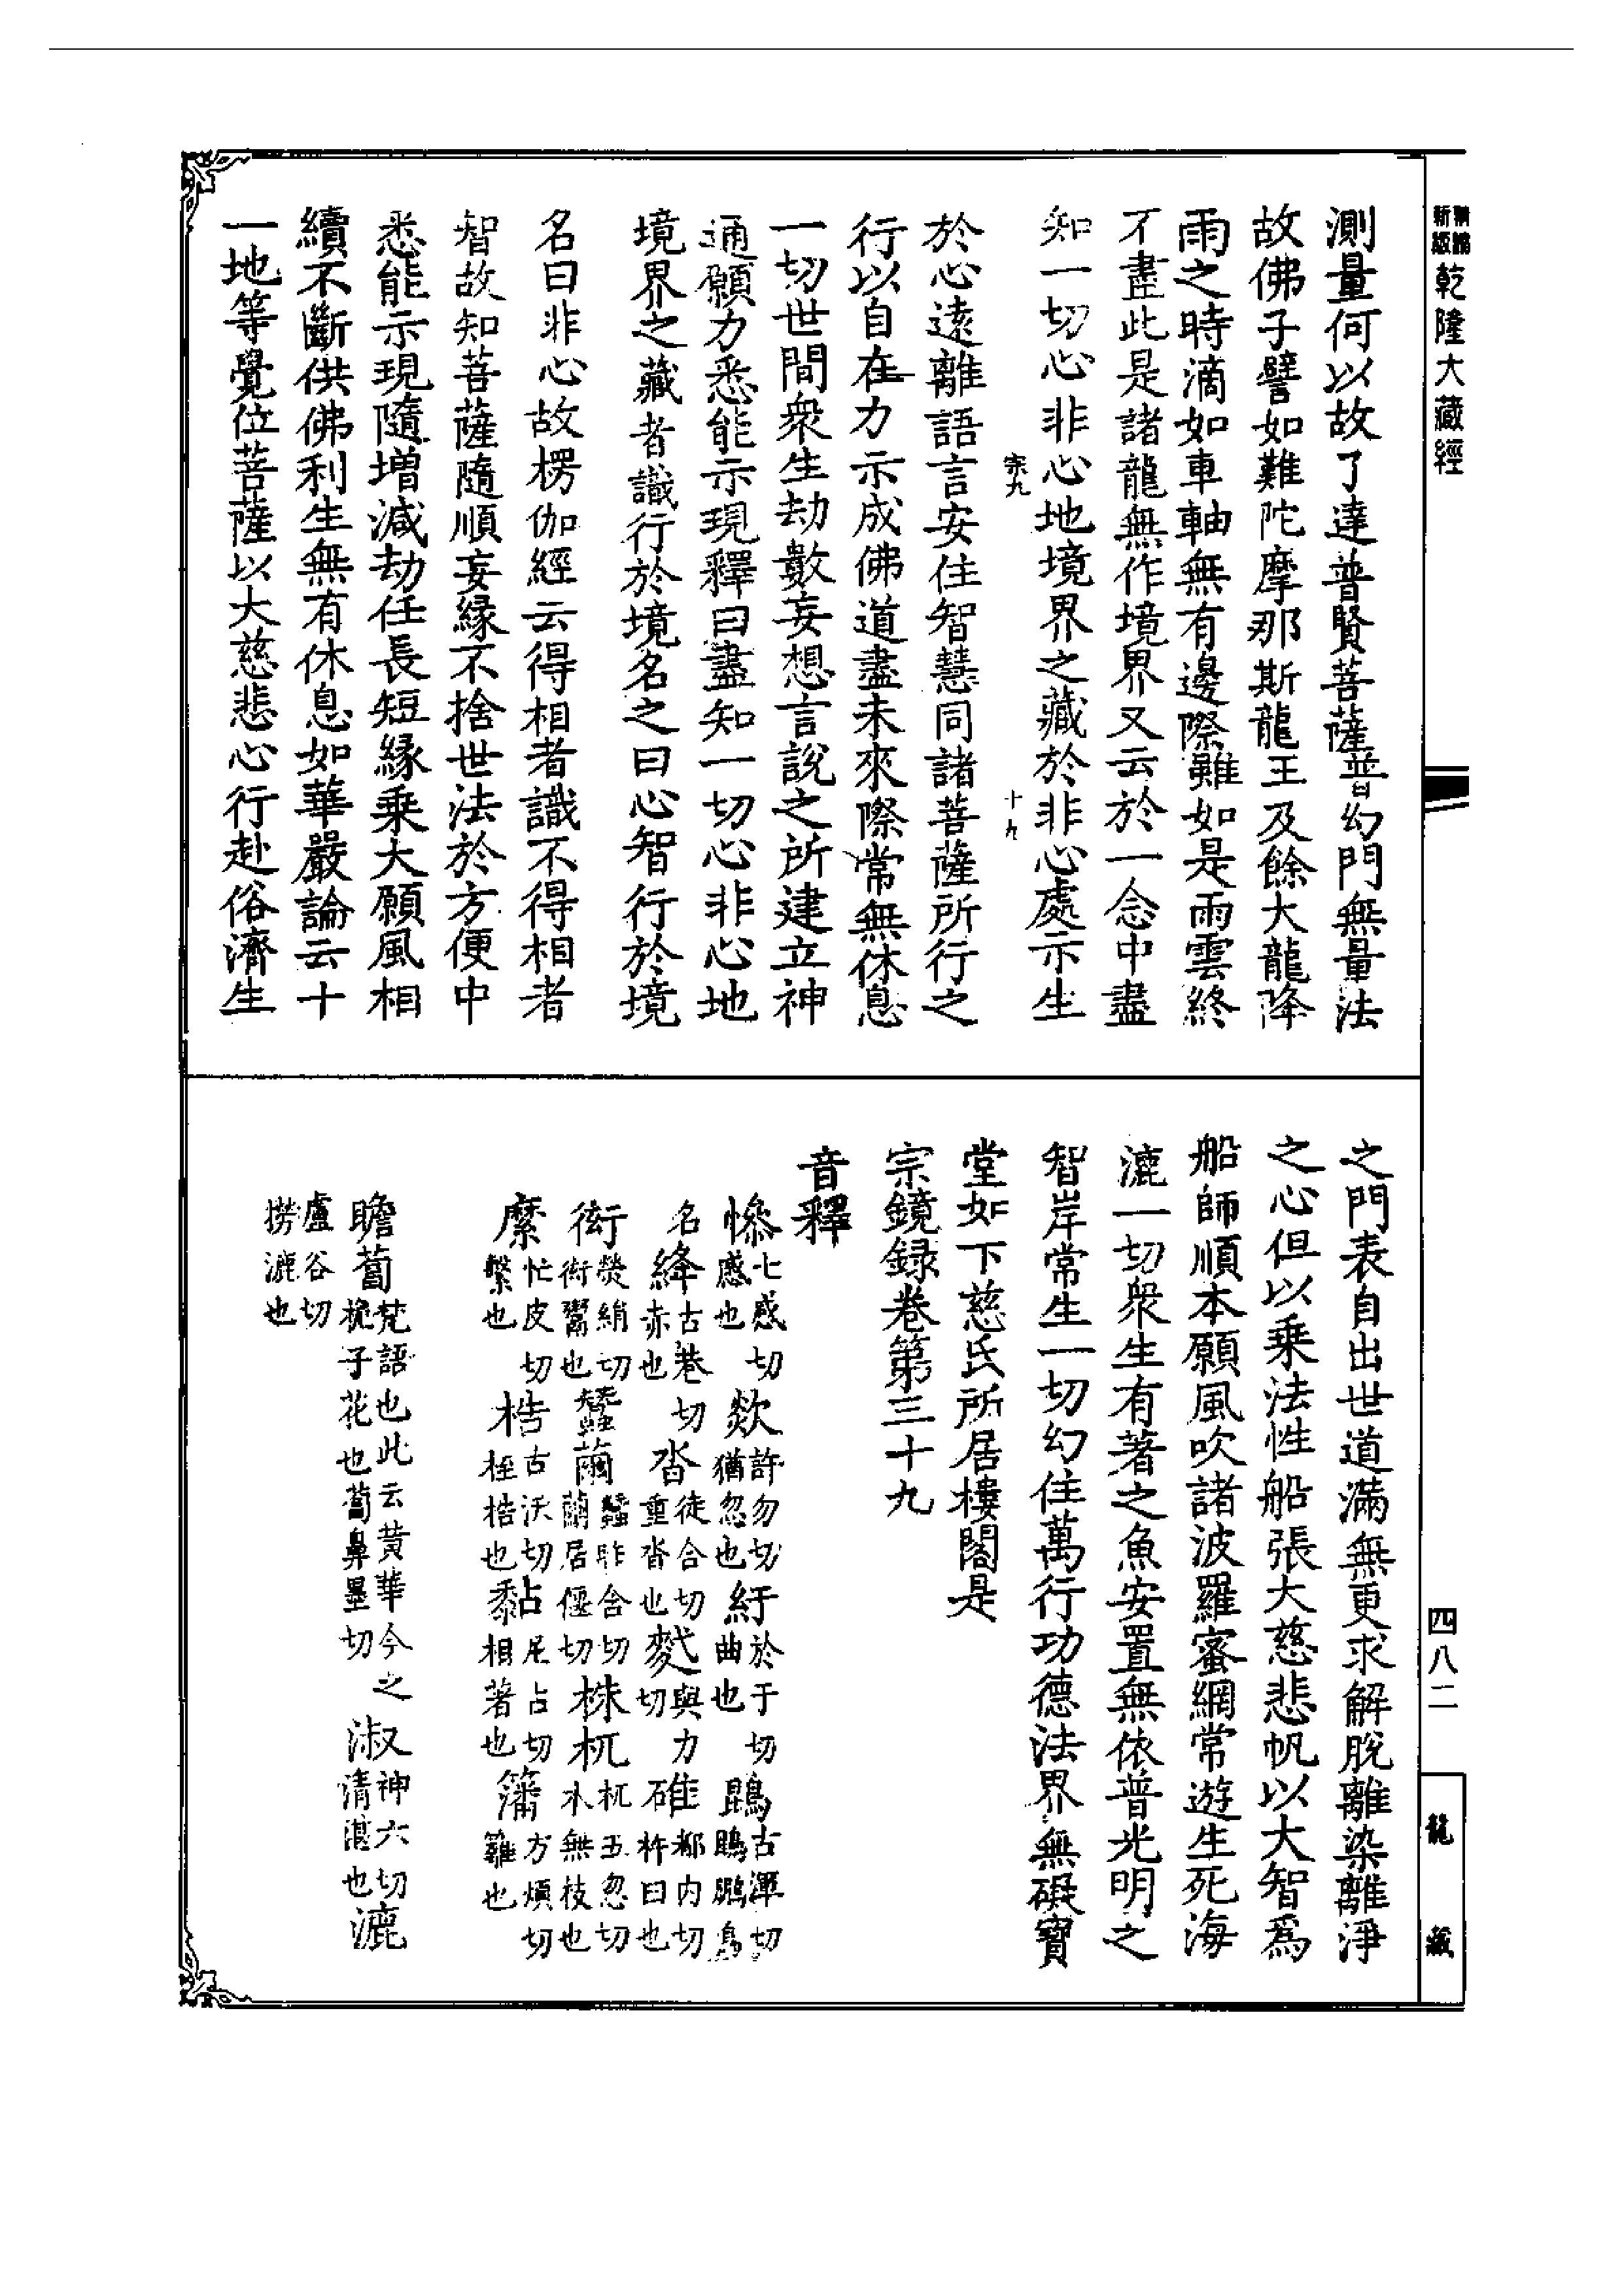 新編縮版
乾隆大藏經
測量何以故了達普賢菩薩普幻門無量法
故佛子譬如難陀摩那斯龍王及餘大龍降
雨之時滴如車軸無有邊際雖如是雨雲終
不盡此是諸龍無作境界又云於一念中盡
知一切心非心地境界之藏於非心處示生
宗九
十九
於心遠離語言安住智慧同諸菩薩所行之
行以自在力示成佛道盡未來際常無休息
一切世間衆生劫數妄想言說之所建立神
通願力悉能示現釋曰盡知一切心非心地
境界之藏者識行於境名之曰心智行於境
名曰非心故楞伽經云得相者識不得相者
智故知菩薩隨順妄緣不捨世法於方便中
悉能示現隨增減劫任長短緣乘大願風相
續不斷供佛利生無有休息如華嚴論云十
一地等覺位菩薩以大慈悲心行赴俗濟生
之門表自出世道滿無更求解脫離染離淨
之心但以乘法性船張大慈悲帆以大智爲
船師順本願風吹諸波羅蜜網常遊生死海
漉一切衆生有著之魚安置無依普光明之
智岸常生一切幻住萬行功德法界無礙寶
堂如下慈氏所居樓閣是
宗鏡錄卷第三十九
音釋
慘七感切慼也 欻許勿切猶忽也 紆於于切曲也 鵾古渾切鵾鵬鳥
名 絳古巷切赤也 沓徒合切重沓也 麧與力切 碓都内切杵臼也
衒熒絹切衒鬻也 蠶繭蠶昨含切繭居偃切 株杌杌五忽切木無枝也
縻忙皮切繫也 梏古沃切桎梏也 黏尼占切相著也 籓方煩切籬也
瞻蔔梵語也此云黃華今之梔子花也蔔鼻墨切 淑神六切清湛也 漉
盧谷切
撈漉也
四八二
龍藏